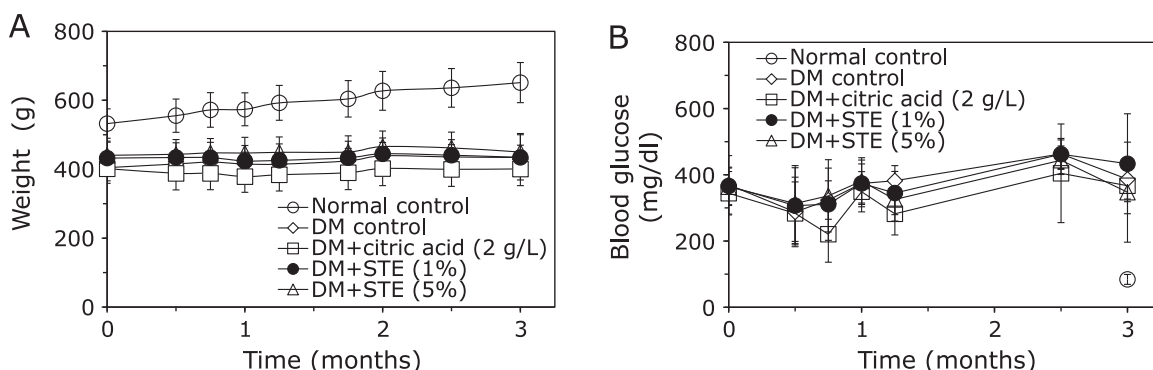 A
Weight (g)
800
600
400
200
0
Normal control
DM control
DM+citric acid (2 g/L)
DM+STE (1%)
DM+STE (5%)
0 1 2 3
Time (months)
B
Blood glucose
(mg/dl)
800
600
400
200
0
Normal control
DM control
DM+citric acid (2 g/L)
DM+STE (1%)
DM+STE (5%)
0 1 2 3
Time (months)